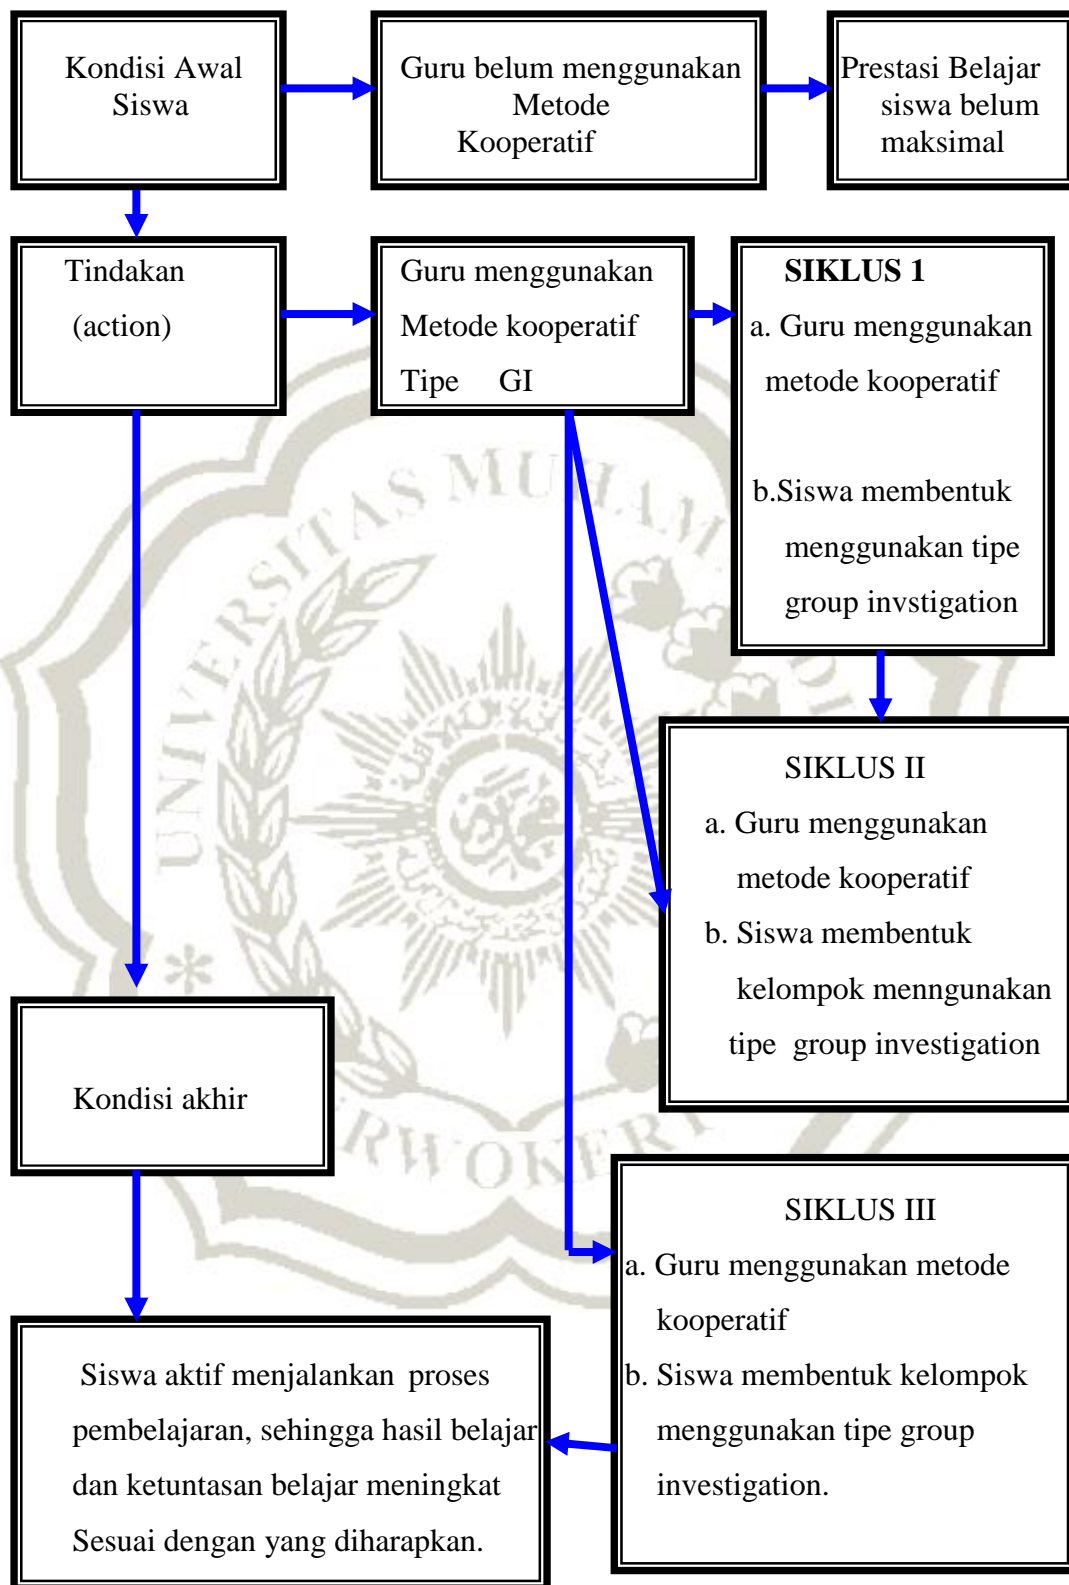 Kondisi Awal
Siswa
Guru belum menggunakan
Metode
Kooperatif
Prestasi Belajar
siswa belum
maksimal
Tindakan
(action)
Guru menggunakan
Metode kooperatif
Tipe GI
SIKLUS 1
a. Guru menggunakan
metode kooperatif
b.Siswa membentuk
menggunakan tipe
group invstigation
SIKLUS II
a. Guru menggunakan
metode kooperatif
b. Siswa membentuk
kelompok menngunakan
tipe group investigation
Kondisi akhir
SIKLUS III
a. Guru menggunakan metode
kooperatif
b. Siswa membentuk kelompok
menggunakan tipe group
investigation.
Siswa aktif menjalankan proses
pembelajaran, sehingga hasil belajar
dan ketuntasan belajar meningkat
Sesuai dengan yang diharapkan.
UNIVERSITAS